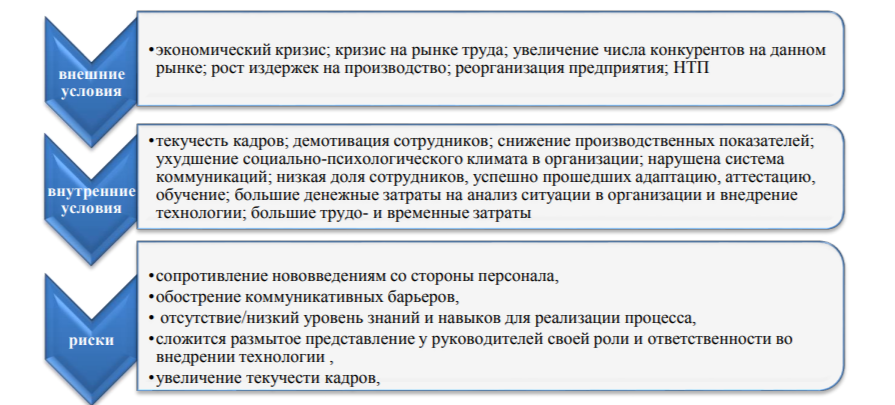 внешние
условия
•экономический кризис; кризис на рынке труда; увеличение числа конкурентов на данном
рынке; рост издержек на производство; реорганизация предприятия; НТП
внутренние
условия
•текучесть кадров; демотивация сотрудников; снижение производственных показателей;
ухудшение социально-психологического климата в организации; нарушена система
коммуникаций; низкая доля сотрудников, успешно прошедших адаптацию, аттестацию,
обучение; большие денежные затраты на анализ ситуации в организации и внедрение
технологии; большие трудо- и временные затраты
риски
•сопротивление нововведениям со стороны персонала,
•обострение коммуникативных барьеров,
• отсутствие/низкий уровень знаний и навыков для реализации процесса,
•сложится размытое представление у руководителей своей роли и ответственности во
внедрении технологии ,
•увеличение текучести кадров,